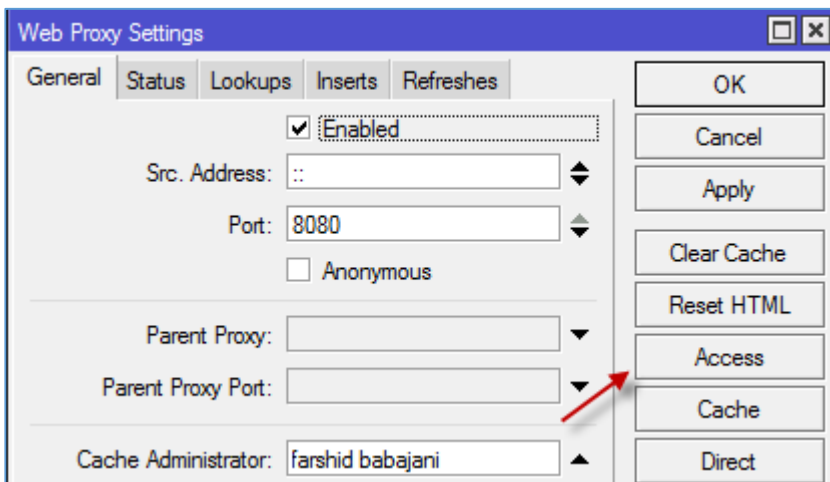 Web Proxy Settings
General Status Lookups Inserts Refreshes
Enabled
Src. Address: ::
Port: 8080
Anonymous
Parent Proxy:
Parent Proxy Port:
Cache Administrator: farshid babajani
OK
Cancel
Apply
Clear Cache
Reset HTML
Access
Cache
Direct